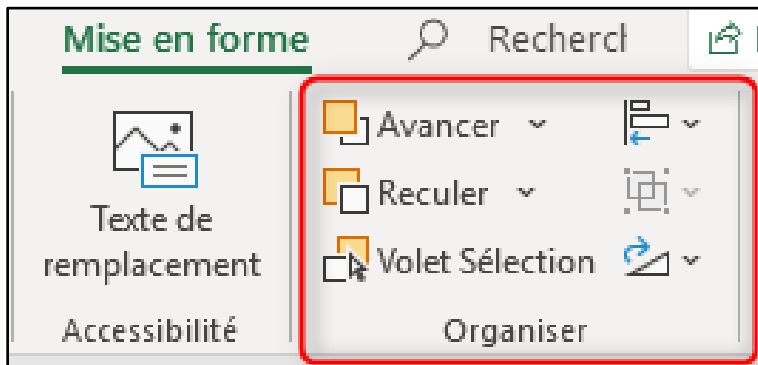 Mise en forme
Recherch
Texte de
remplacement
Accessibilité
Avancer
Reculer
Volet Sélection
Organiser